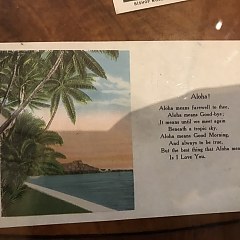 BISHOP
Aloha!
Aloha means farewell to thee,
Aloha means Good-bye;
It means until we meet again
Beneath a tropic sky.
Aloha means Good Morning,
And always to be true,
But the best thing that Aloha means
Is I Love You.